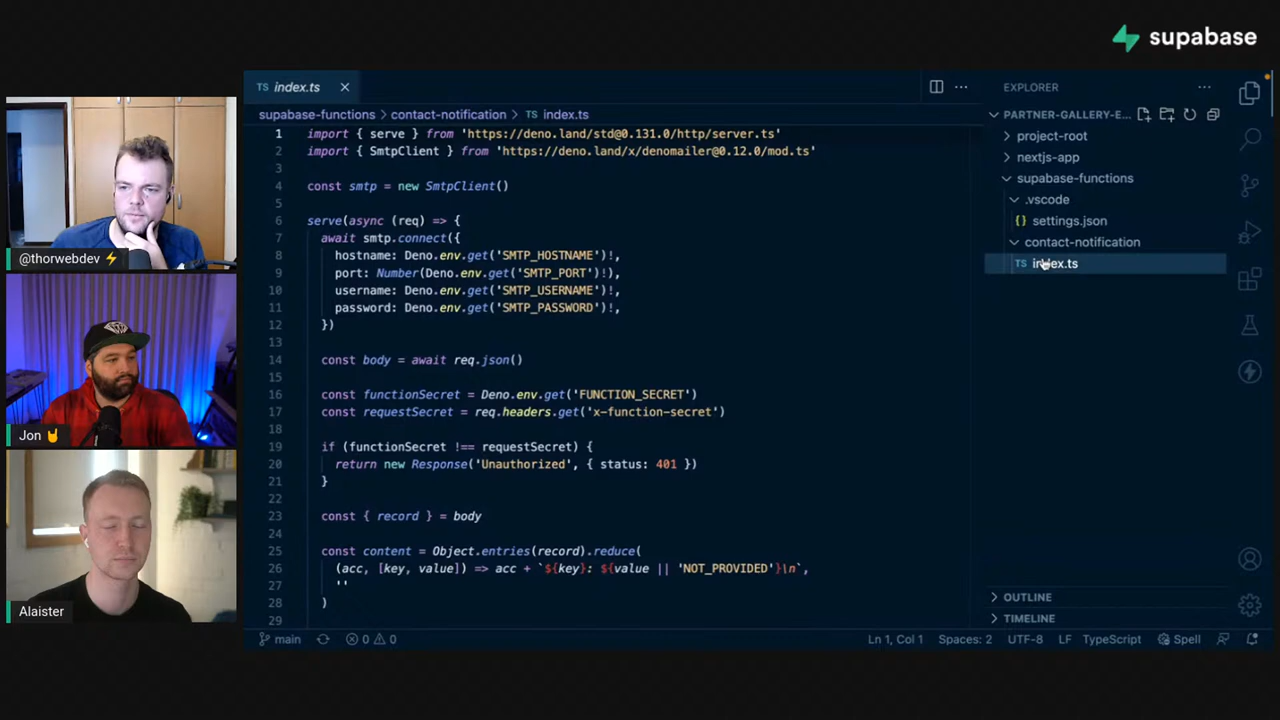 supabase
@thorwebdev
Jon
Alaister
index.ts
supabase-functions > contact-notification > index.ts
1 import { serve } from 'https://deno.land/std@0.131.0/http/server.ts'
2 import { SmtpClient } from 'https://deno.land/x/denomailer@0.12.0/mod.ts'
3
4 const smtp = new SmtpClient()
5
6 serve(async (req) => {
7 await smtp.connect({
8 hostname: Deno.env.get('SMTP_HOSTNAME')!,
9 port: Number(Deno.env.get('SMTP_PORT')!),
10 username: Deno.env.get('SMTP_USERNAME')!,
11 password: Deno.env.get('SMTP_PASSWORD')!,
12 })
13
14 const body = await req.json()
15
16 const functionSecret = Deno.env.get('FUNCTION_SECRET')
17 const requestSecret = req.headers.get('x-function-secret')
18
19 if (functionSecret !== requestSecret) {
20 return new Response('Unauthorized', { status: 401 })
21 }
22
23 const { record } = body
24
25 const content = Object.entries(record).reduce(
26 (acc, [key, value]) => acc + `${key}: ${value || 'NOT_PROVIDED'}\n`,
27 ''
28 )
29
EXPLORER
PARTNER-GALLERY-E...
project-root
nextjs-app
supabase-functions
.vscode
{} settings.json
contact-notification
TS index.ts
OUTLINE
TIMELINE
main 0 0 Ln 1, Col 1 Spaces: 2 UTF-8 LF TypeScript Spell